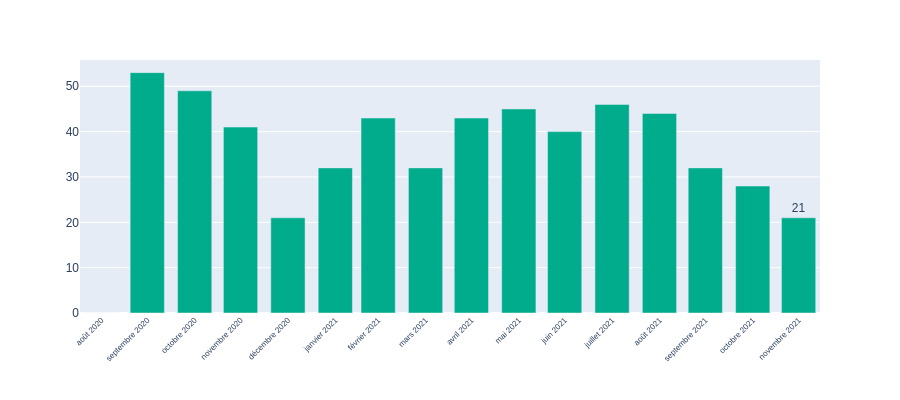 50
40
30
20
10
0
21
août 2020
septembre 2020
octobre 2020
novembre 2020
décembre 2020
janvier 2021
février 2021
mars 2021
avril 2021
mai 2021
juin 2021
juillet 2021
août 2021
septembre 2021
octobre 2021
novembre 2021